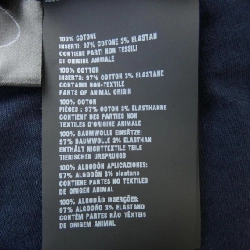 100% COTONE
INSERTI: 97% COTONE 3% ELASTAN
CONTIENE PARTI NON TESSILI
DI ORIGINE ANIMALE
100% COTTON
INSERTS: 97% COTTON 3% ELASTANE
CONTAINS NON-TEXTILE
PARTS OF ANIMAL ORIGIN
100% COTON
PIÈCES: 97% COTON 3% ELASTHANNE
CONTIENT DES PARTIES NON
TEXTILES D'ORIGINE ANIMALE
100% BAUMWOLLE EINSÄTZE:
97% BAUMWOLLE 3% ELASTHAN
ENTHÄLT NICHTTEXTILE TEILE
TIERISCHEN URSPRUNGS
100% ALGODÓN APLICACIONES:
97% ALGODÓN 3% elastano
CONTIENE PARTES NO TEXTILES
DE ORIGEN ANIMAL
100% ALGODÃO INSERÇÕES:
97% ALGODÃO 3% ELASTANO
CONTÉM PARTES NÃO TÊXTEIS
DE ORIGEM ANIMAL